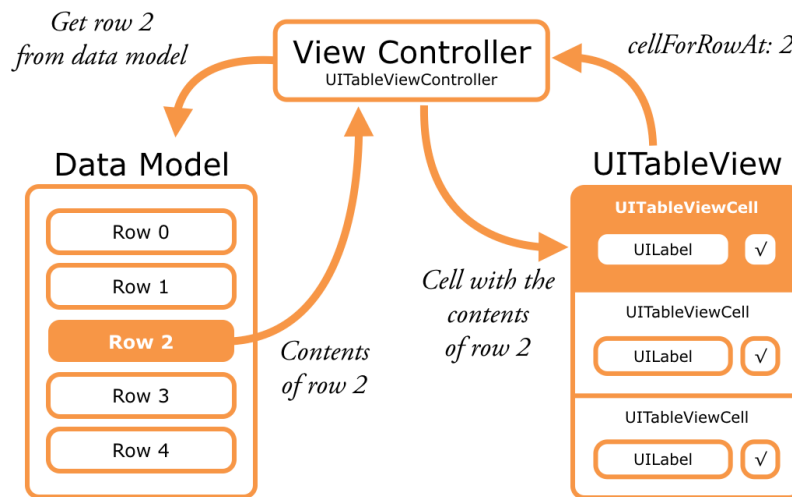 Get row 2
from data model
View Controller
UITableViewController
cellForRowAt: 2
Data Model
Row 0
Row 1
Row 2
Row 3
Row 4
Contents
of row 2
Cell with the
contents
of row 2
UITableView
UITableViewCell
UILabel √
UITableViewCell
UILabel √
UITableViewCell
UILabel √